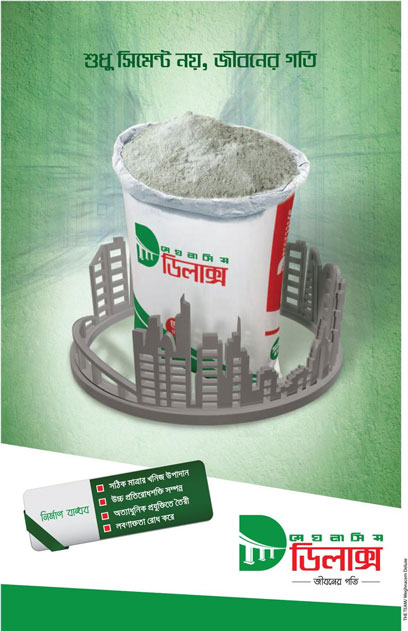 শুধু সিমেন্ট নয়, জীবনের গতি
মেঘনাসিম
ডিলাক্স
নির্মাণ বান্ধব
সঠিক মাত্রার খনিজ উপাদান
উচ্চ প্রতিরোধশক্তি সম্পন্ন
অত্যাধুনিক প্রযুক্তিতে তৈরী
লবণাক্ততা রোধ করে
মেঘনাসিম
ডিলাক্স
জীবনের গতি